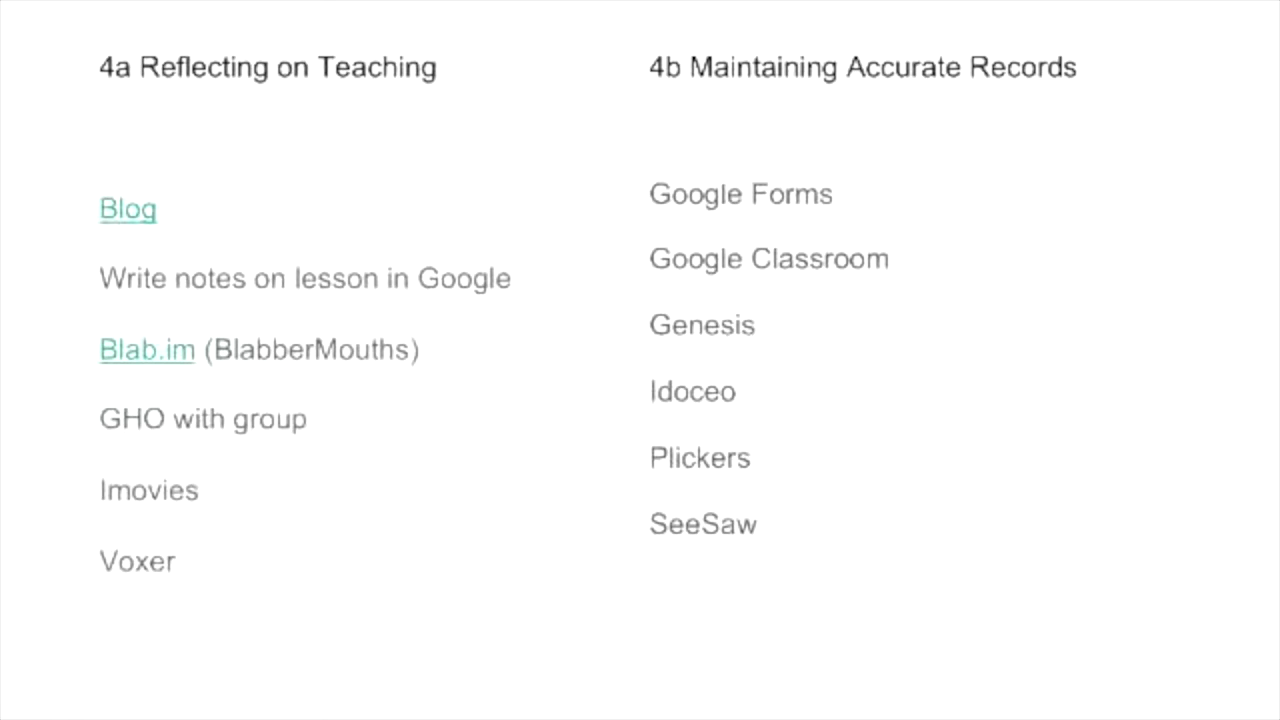 4a Reflecting on Teaching
Blog
Write notes on lesson in Google
Blab.im (BlabberMouths)
GHO with group
Imovies
Voxer
4b Maintaining Accurate Records
Google Forms
Google Classroom
Genesis
Idoceo
Plickers
SeeSaw